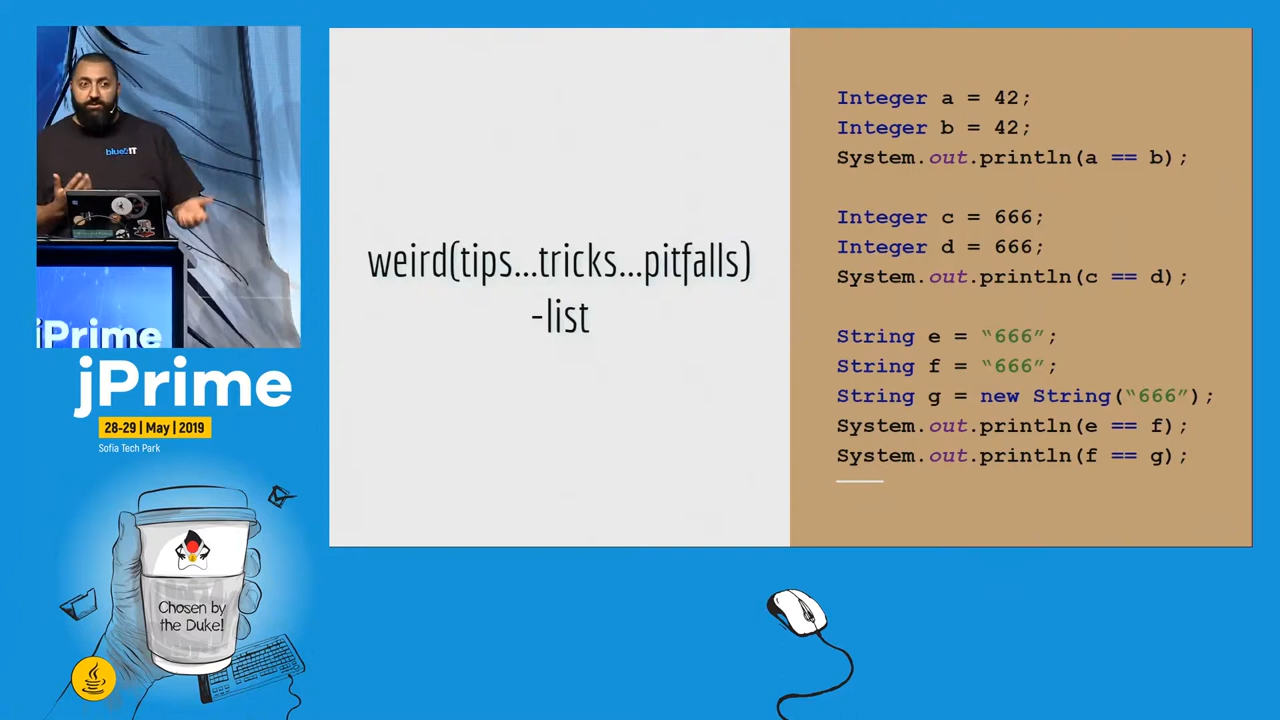 blue2IT
jPrime
jPrime
28-29 | May | 2019
Sofia Tech Park
Chosen by
the Duke!
weird(tips...tricks...pitfalls)
-list
Integer a = 42;
Integer b = 42;
System.out.println(a == b);
Integer c = 666;
Integer d = 666;
System.out.println(c == d);
String e = “666”;
String f = “666”;
String g = new String(“666”);
System.out.println(e == f);
System.out.println(f == g);